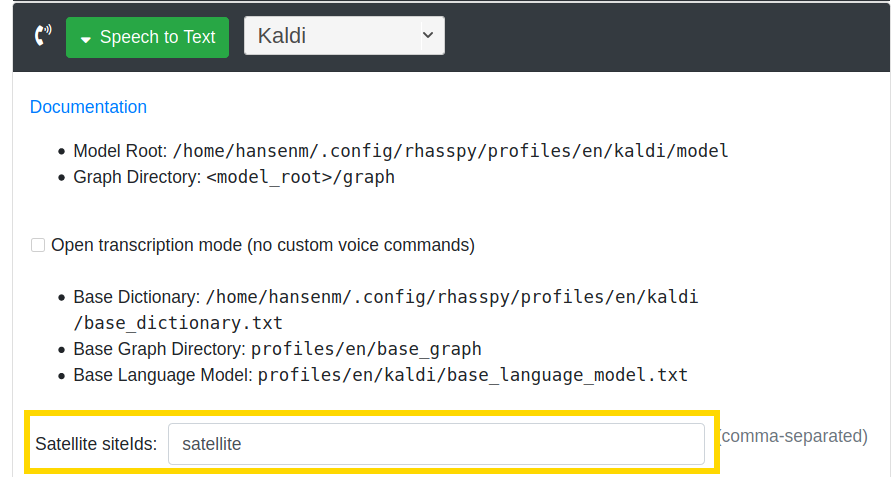 Speech to Text Kaldi
Documentation
Model Root: /home/hansenm/.config/rhasspy/profiles/en/kaldi/model
Graph Directory: <model_root>/graph
Open transcription mode (no custom voice commands)
Base Dictionary: /home/hansenm/.config/rhasspy/profiles/en/kaldi
/base_dictionary.txt
Base Graph Directory: profiles/en/base_graph
Base Language Model: profiles/en/kaldi/base_language_model.txt
Satellite siteIds: satellite (comma-separated)